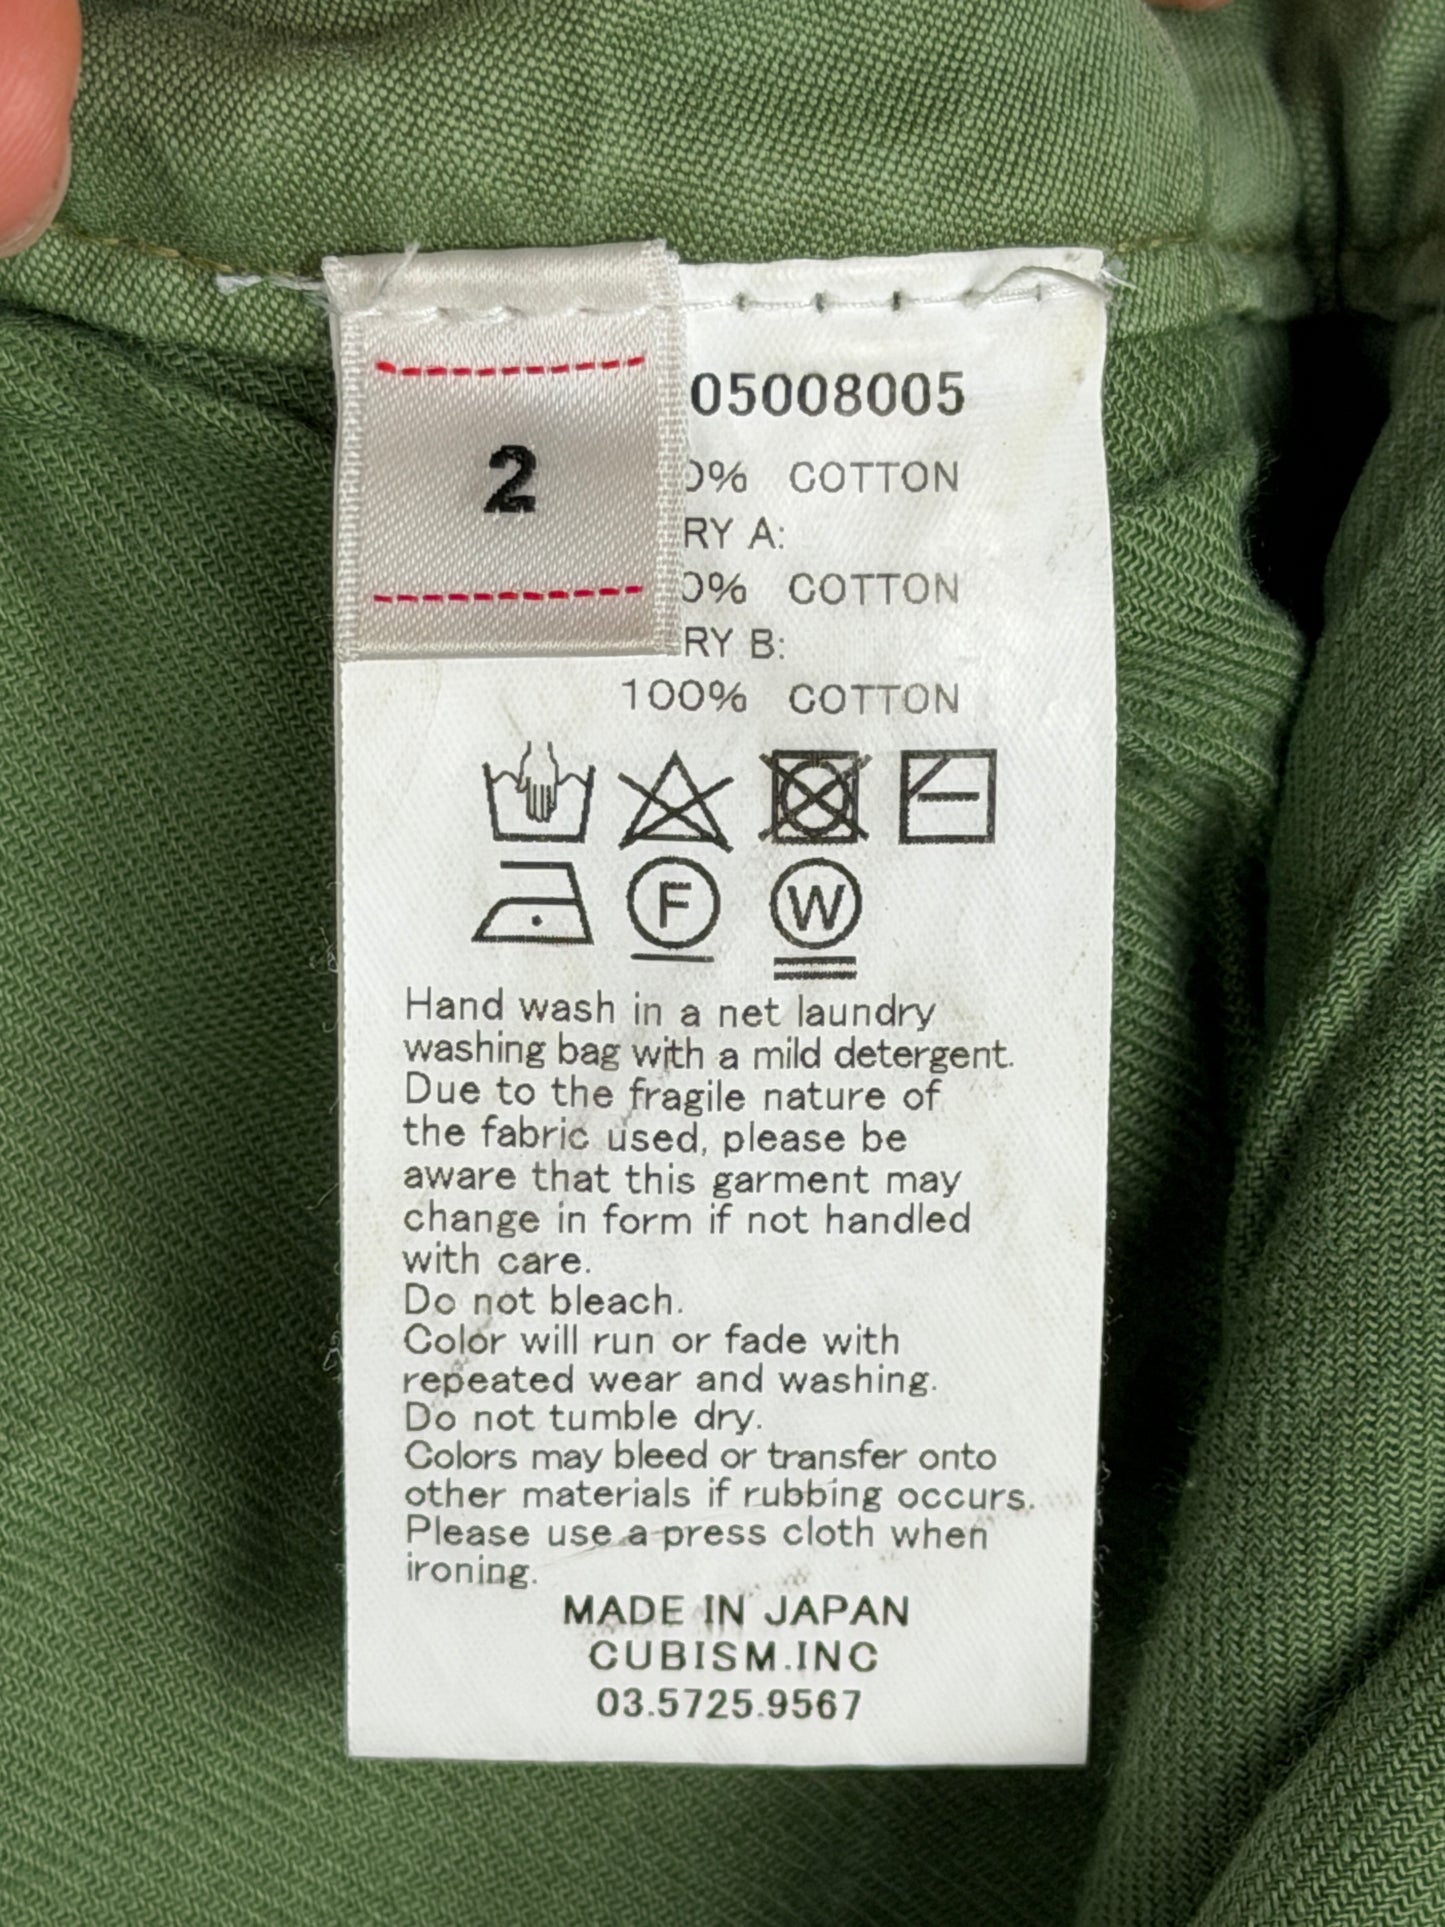 2
05008005
0% COTTON
RY A:
0% COTTON
RY B:
100% COTTON
F
W
Hand wash in a net laundry
washing bag with a mild detergent.
Due to the fragile nature of
the fabric used, please be
aware that this garment may
change in form if not handled
with care.
Do not bleach.
Color will run or fade with
repeated wear and washing.
Do not tumble dry.
Colors may bleed or transfer onto
other materials if rubbing occurs.
Please use a press cloth when
ironing.
MADE IN JAPAN
CUBISM.INC
03.5725.9567